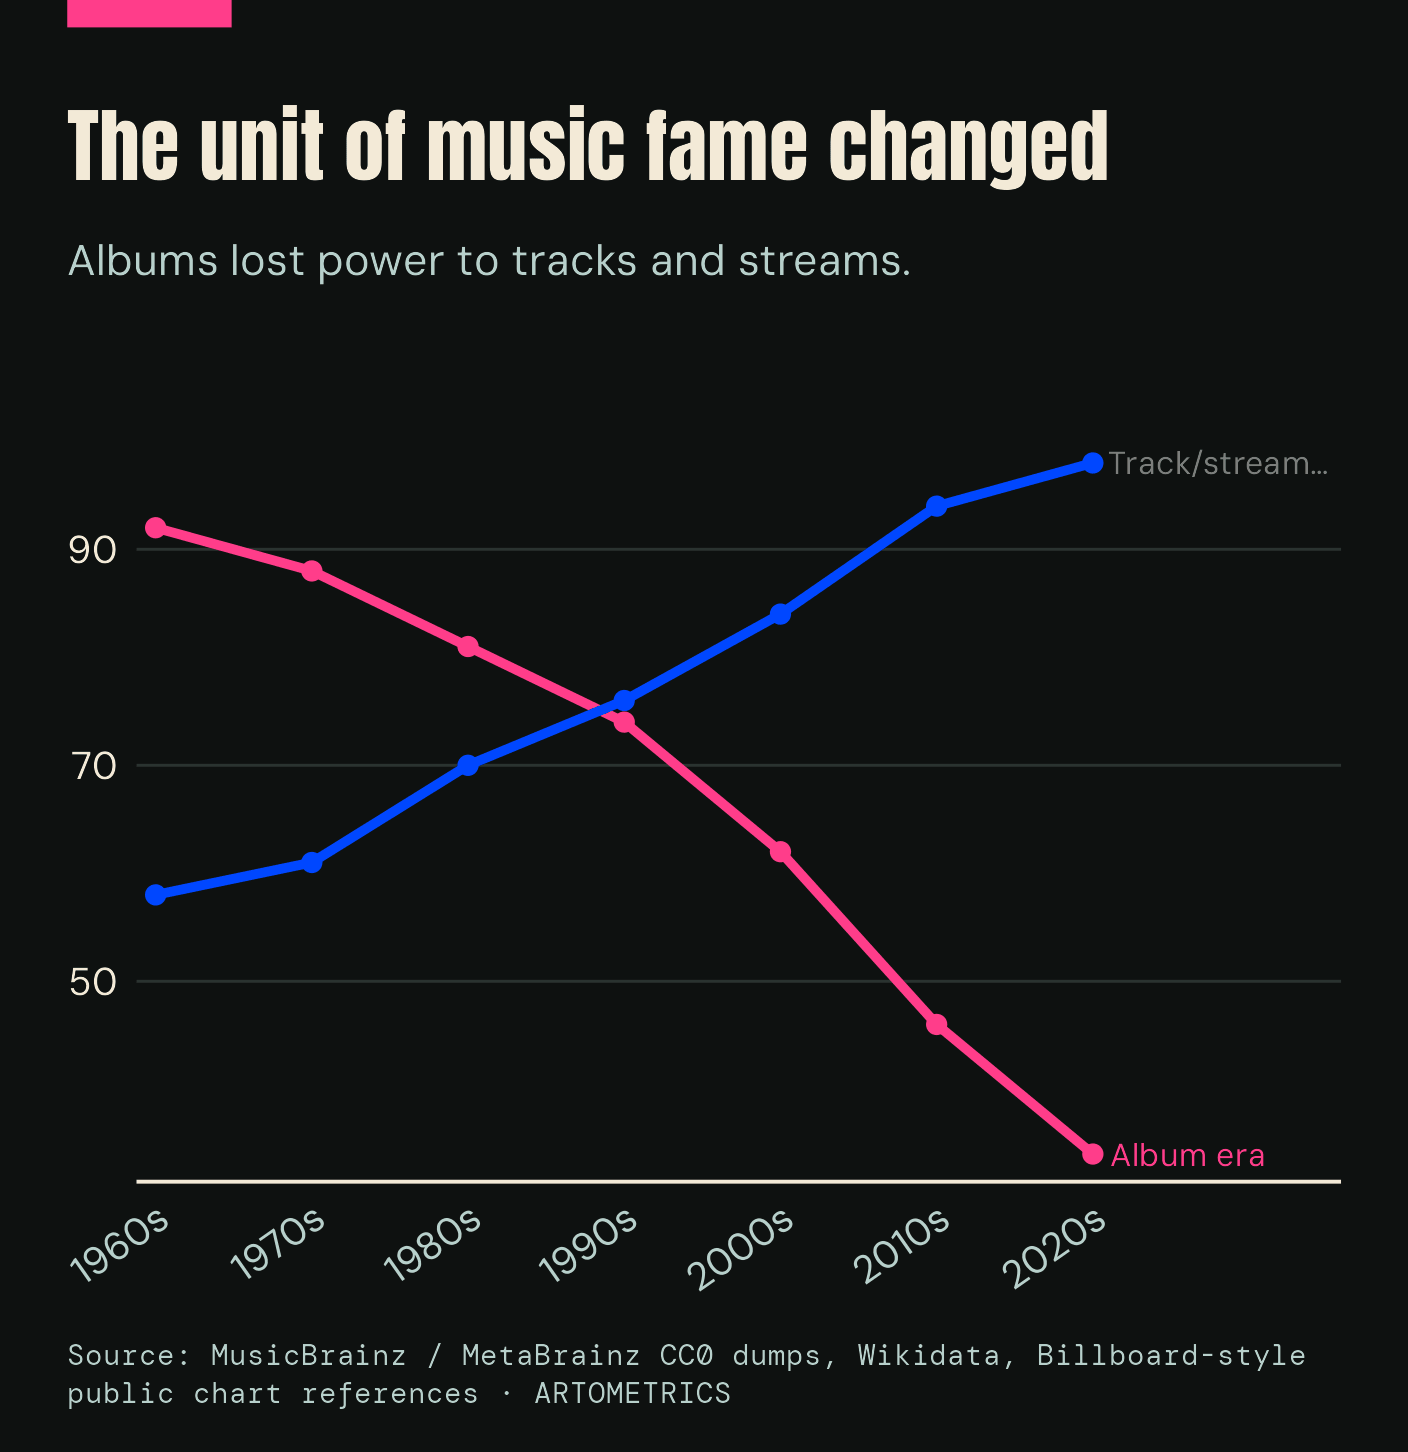 The unit of music fame changed
Albums lost power to tracks and streams.
Track/stream…
90
70
50
Album era
1960s
1970s
1980s
1990s
2000s
2010s
2020s
Source: MusicBrainz / MetaBrainz CC0 dumps, Wikidata, Billboard-style
public chart references · ARTOMETRICS